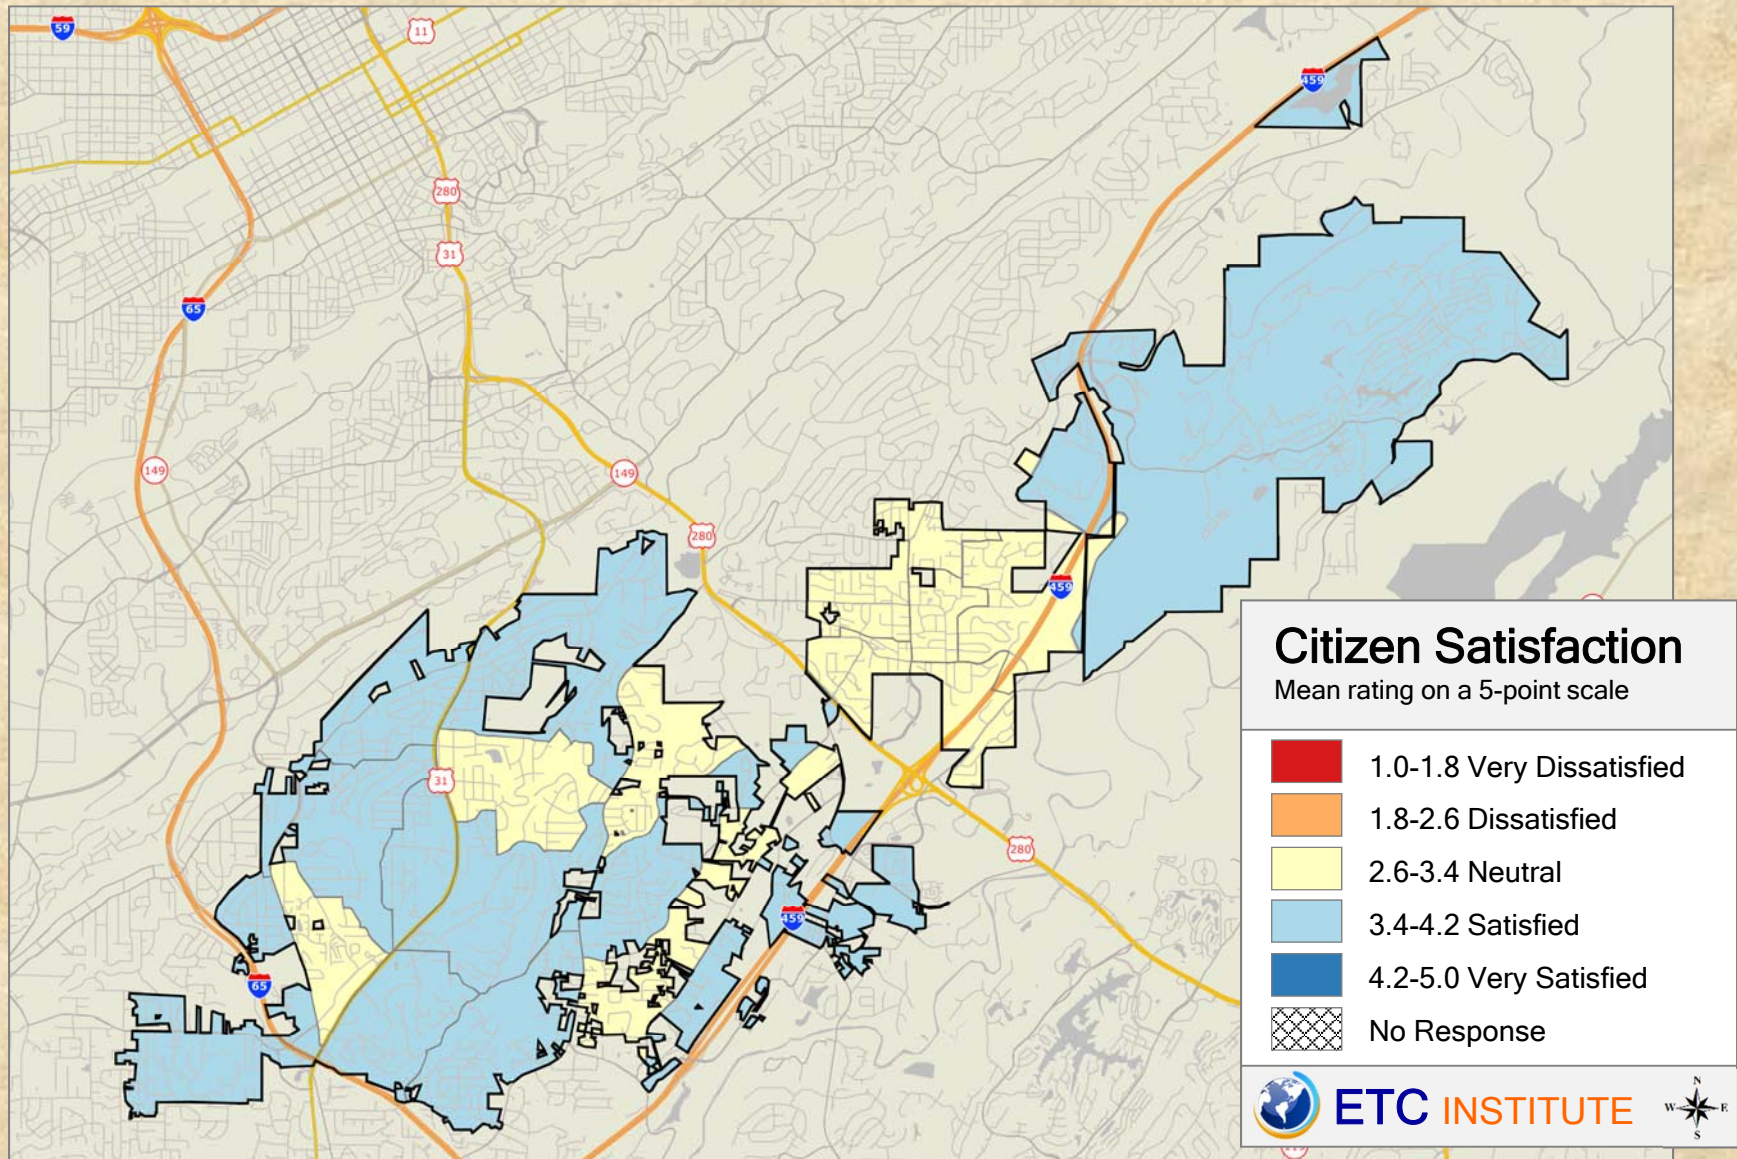 59
11
459
280
31
65
149
149
280
459
31
280
459
65
Citizen Satisfaction
Mean rating on a 5-point scale
1.0-1.8 Very Dissatisfied
1.8-2.6 Dissatisfied
2.6-3.4 Neutral
3.4-4.2 Satisfied
4.2-5.0 Very Satisfied
No Response
ETC INSTITUTE
N
W E
S